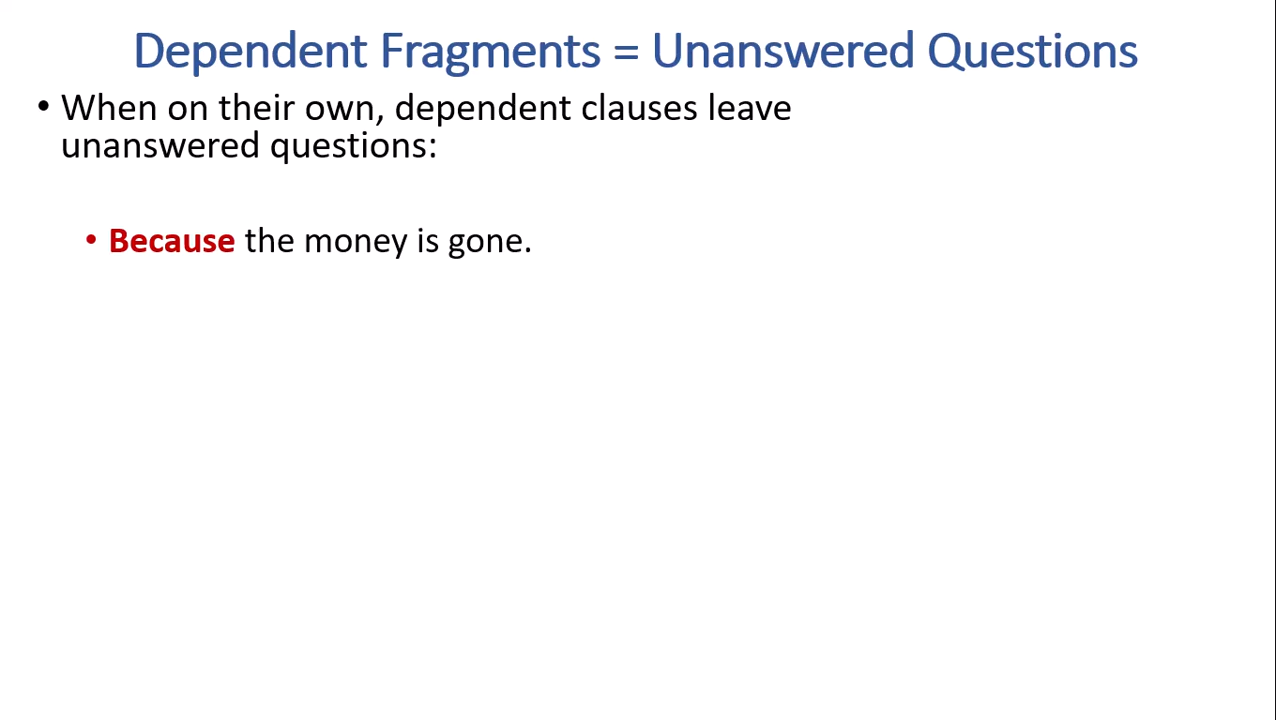 Dependent Fragments = Unanswered Questions
• When on their own, dependent clauses leave
unanswered questions:
• Because the money is gone.